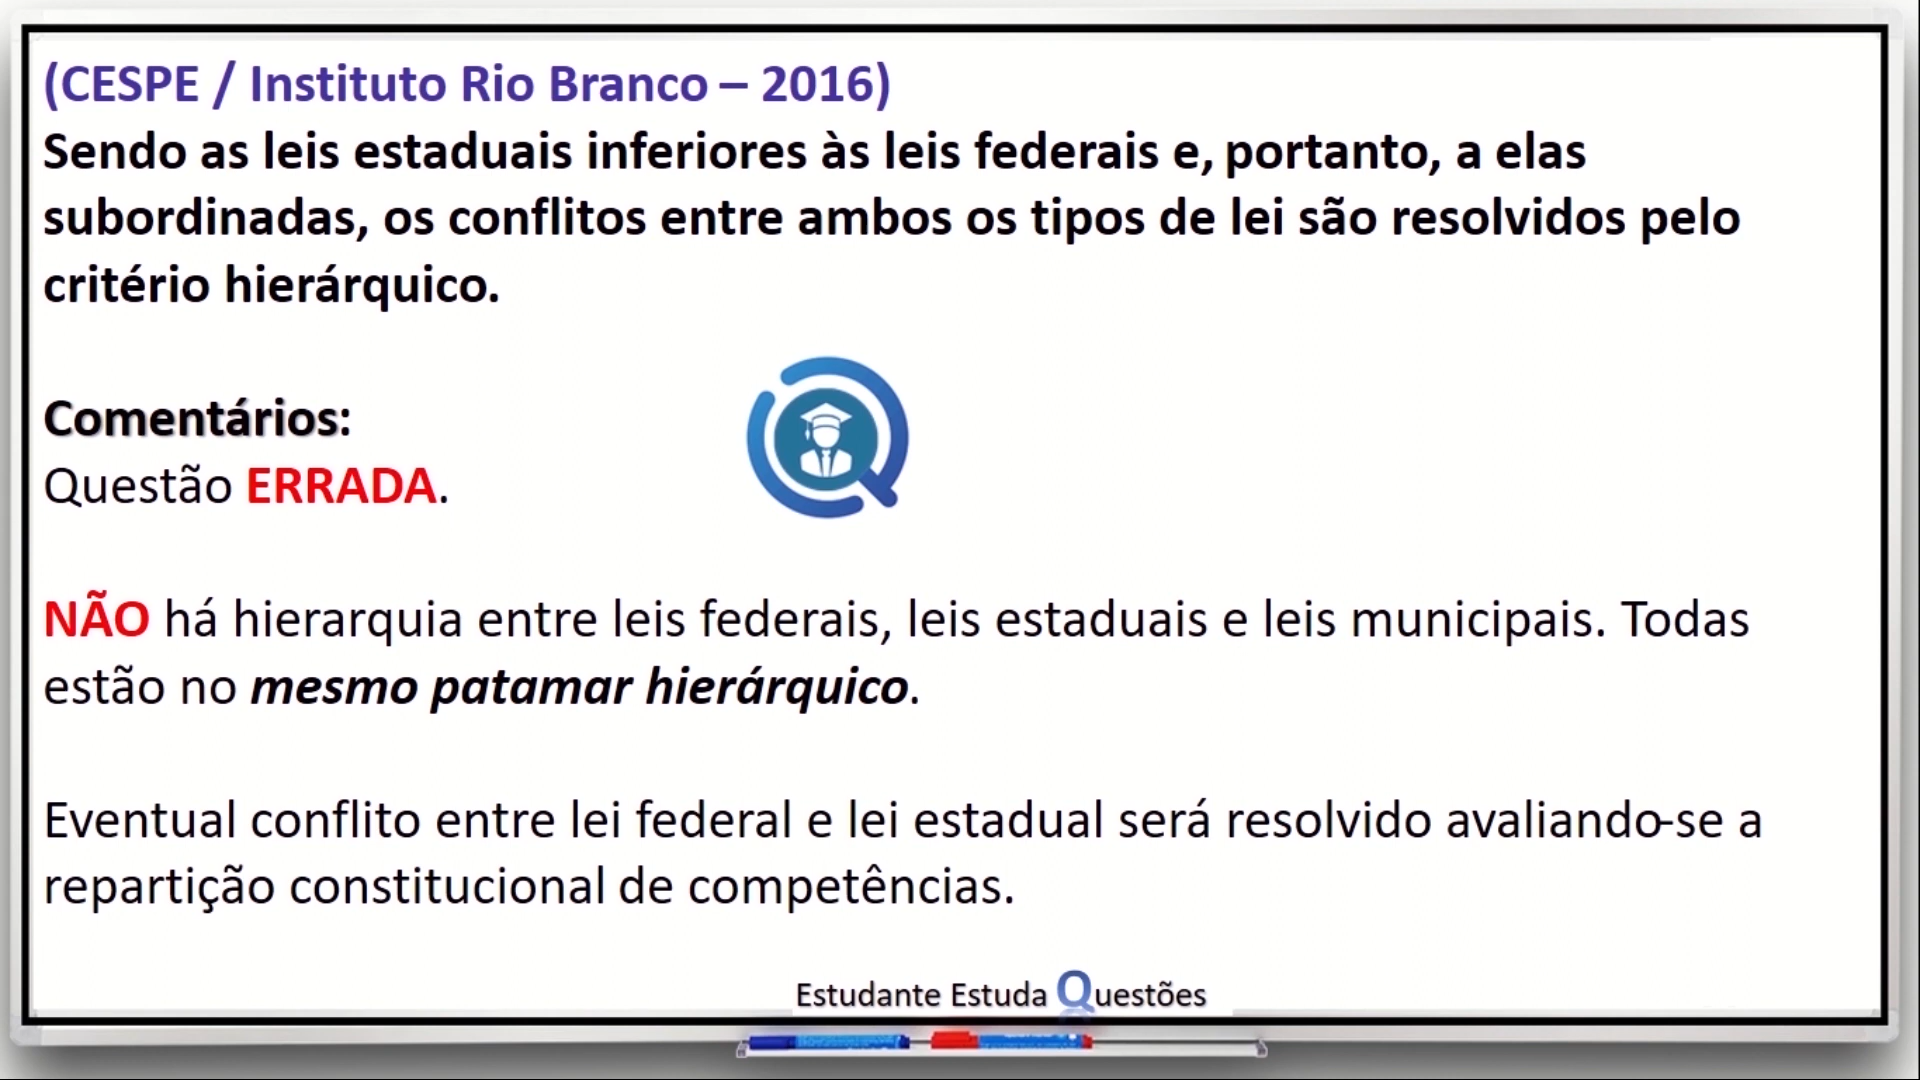 (CESPE / Instituto Rio Branco – 2016)
Sendo as leis estaduais inferiores às leis federais e, portanto, a elas
subordinadas, os conflitos entre ambos os tipos de lei são resolvidos pelo
critério hierárquico.
Comentários:
Questão ERRADA.
NÃO há hierarquia entre leis federais, leis estaduais e leis municipais. Todas
estão no mesmo patamar hierárquico.
Eventual conflito entre lei federal e lei estadual será resolvido avaliando-se a
repartição constitucional de competências.
Estudante Estuda Questões